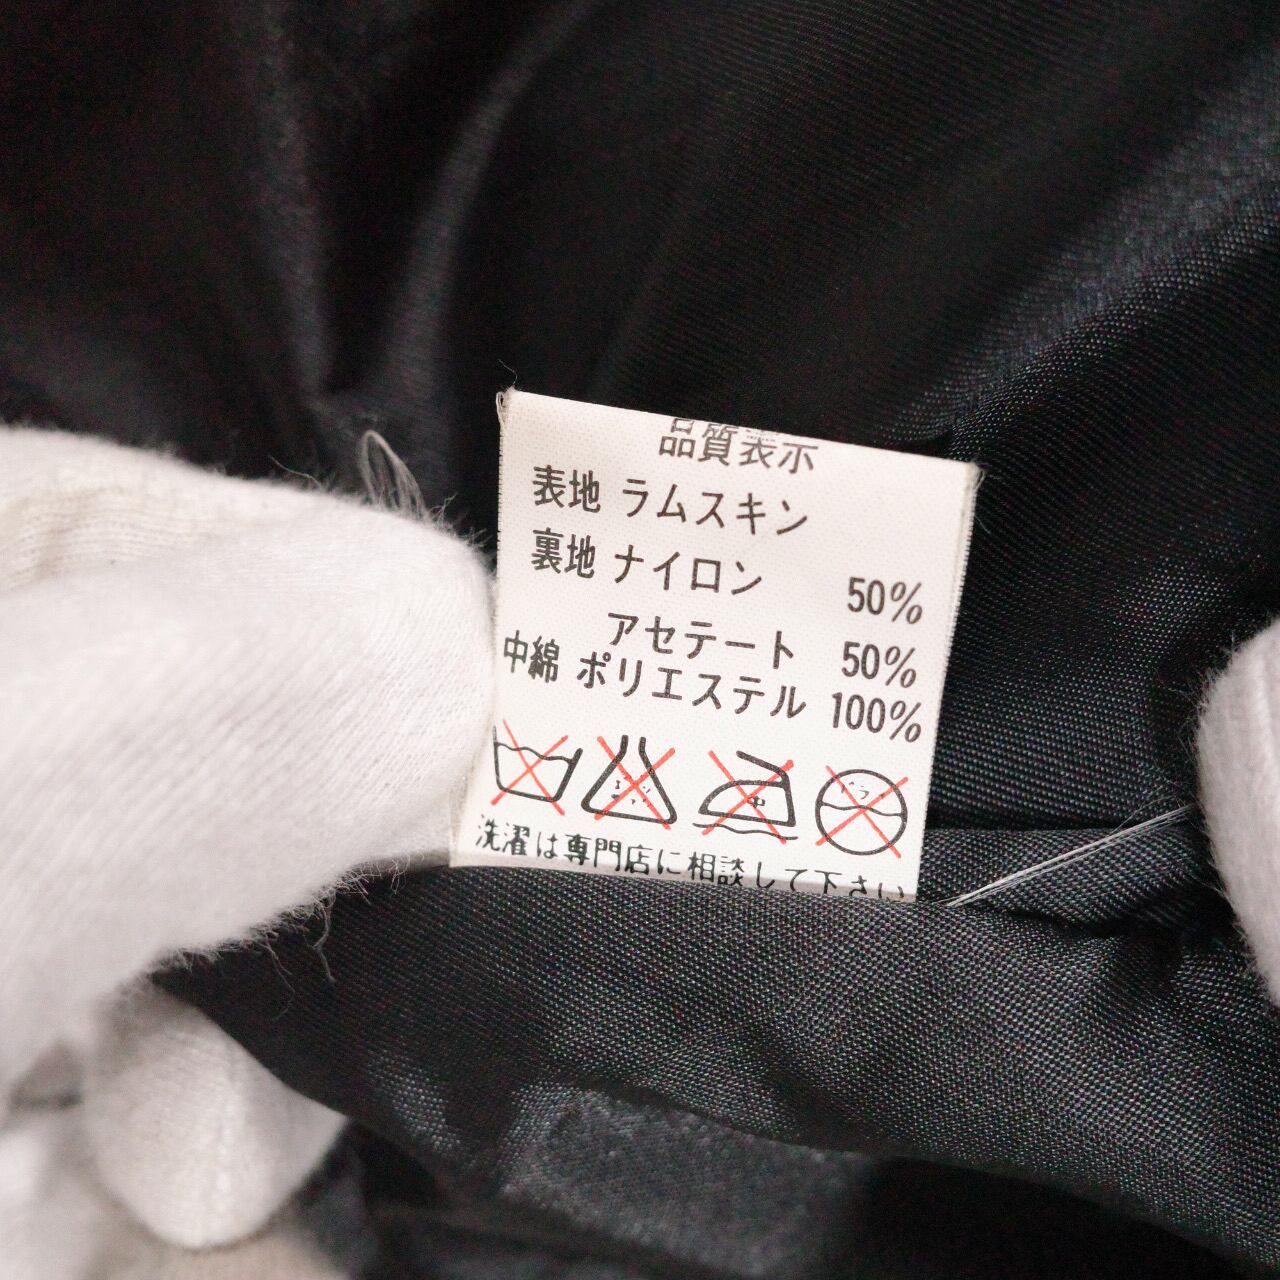 品質表示
表地 ラムスキン
裏地 ナイロン 50%
アセテート 50%
中綿 ポリエステル 100%
中
洗濯は専門店に相談して下さい